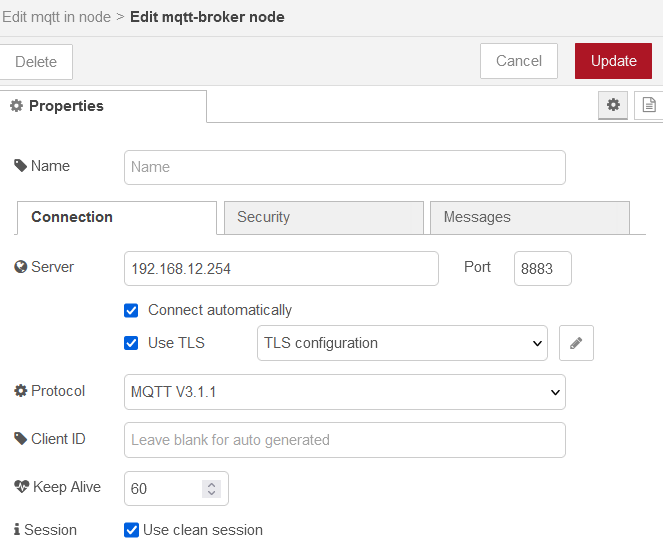 Edit mqtt in node > Edit mqtt-broker node
Delete Cancel Update
Properties
Name Name
Connection Security Messages
Server 192.168.12.254 Port 8883
Connect automatically
Use TLS TLS configuration
Protocol MQTT V3.1.1
Client ID Leave blank for auto generated
Keep Alive 60
Session Use clean session